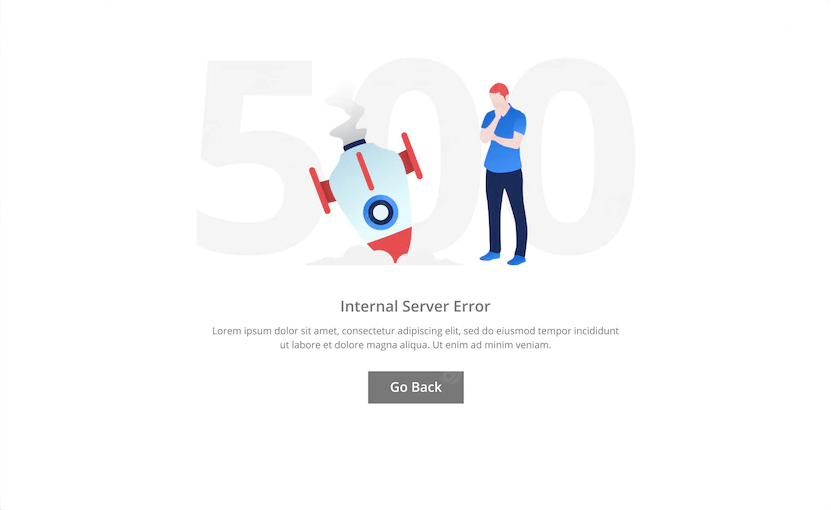 500
Internal Server Error
Lorem ipsum dolor sit amet, consectetur adipiscing elit, sed do eiusmod tempor incididunt
ut labore et dolore magna aliqua. Ut enim ad minim veniam.
Go Back